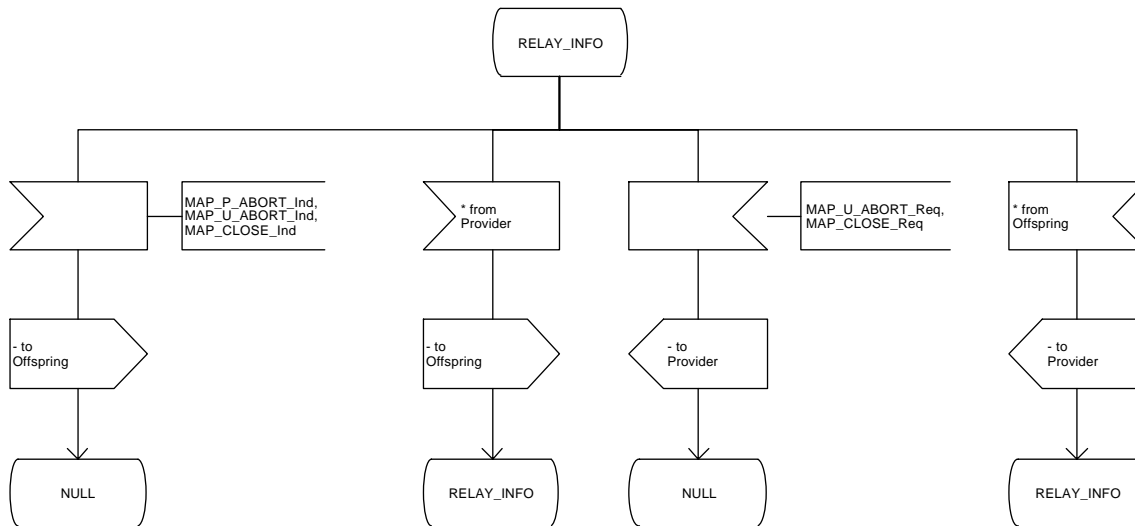 RELAY_INFO
MAP_P_ABORT_Ind,
MAP_U_ABORT_Ind,
MAP_CLOSE_Ind
* from
Provider
MAP_U_ABORT_Req,
MAP_CLOSE_Req
* from
Offspring
- to
Offspring
- to
Offspring
- to
Provider
- to
Provider
NULL
RELAY_INFO
NULL
RELAY_INFO